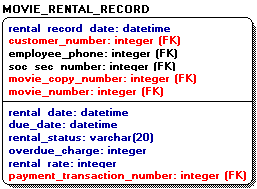 MOVIE_RENTAL_RECORD
rental_record_date: datetime
customer_number: integer (FK)
employee_phone: integer (FK)
soc_sec_number: integer (FK)
movie_copy_number: integer (FK)
movie_number: integer (FK)
rental_date: datetime
due_date: datetime
rental_status: varchar(20)
overdue_charge: integer
rental_rate: integer
payment_transaction_number: integer (FK)